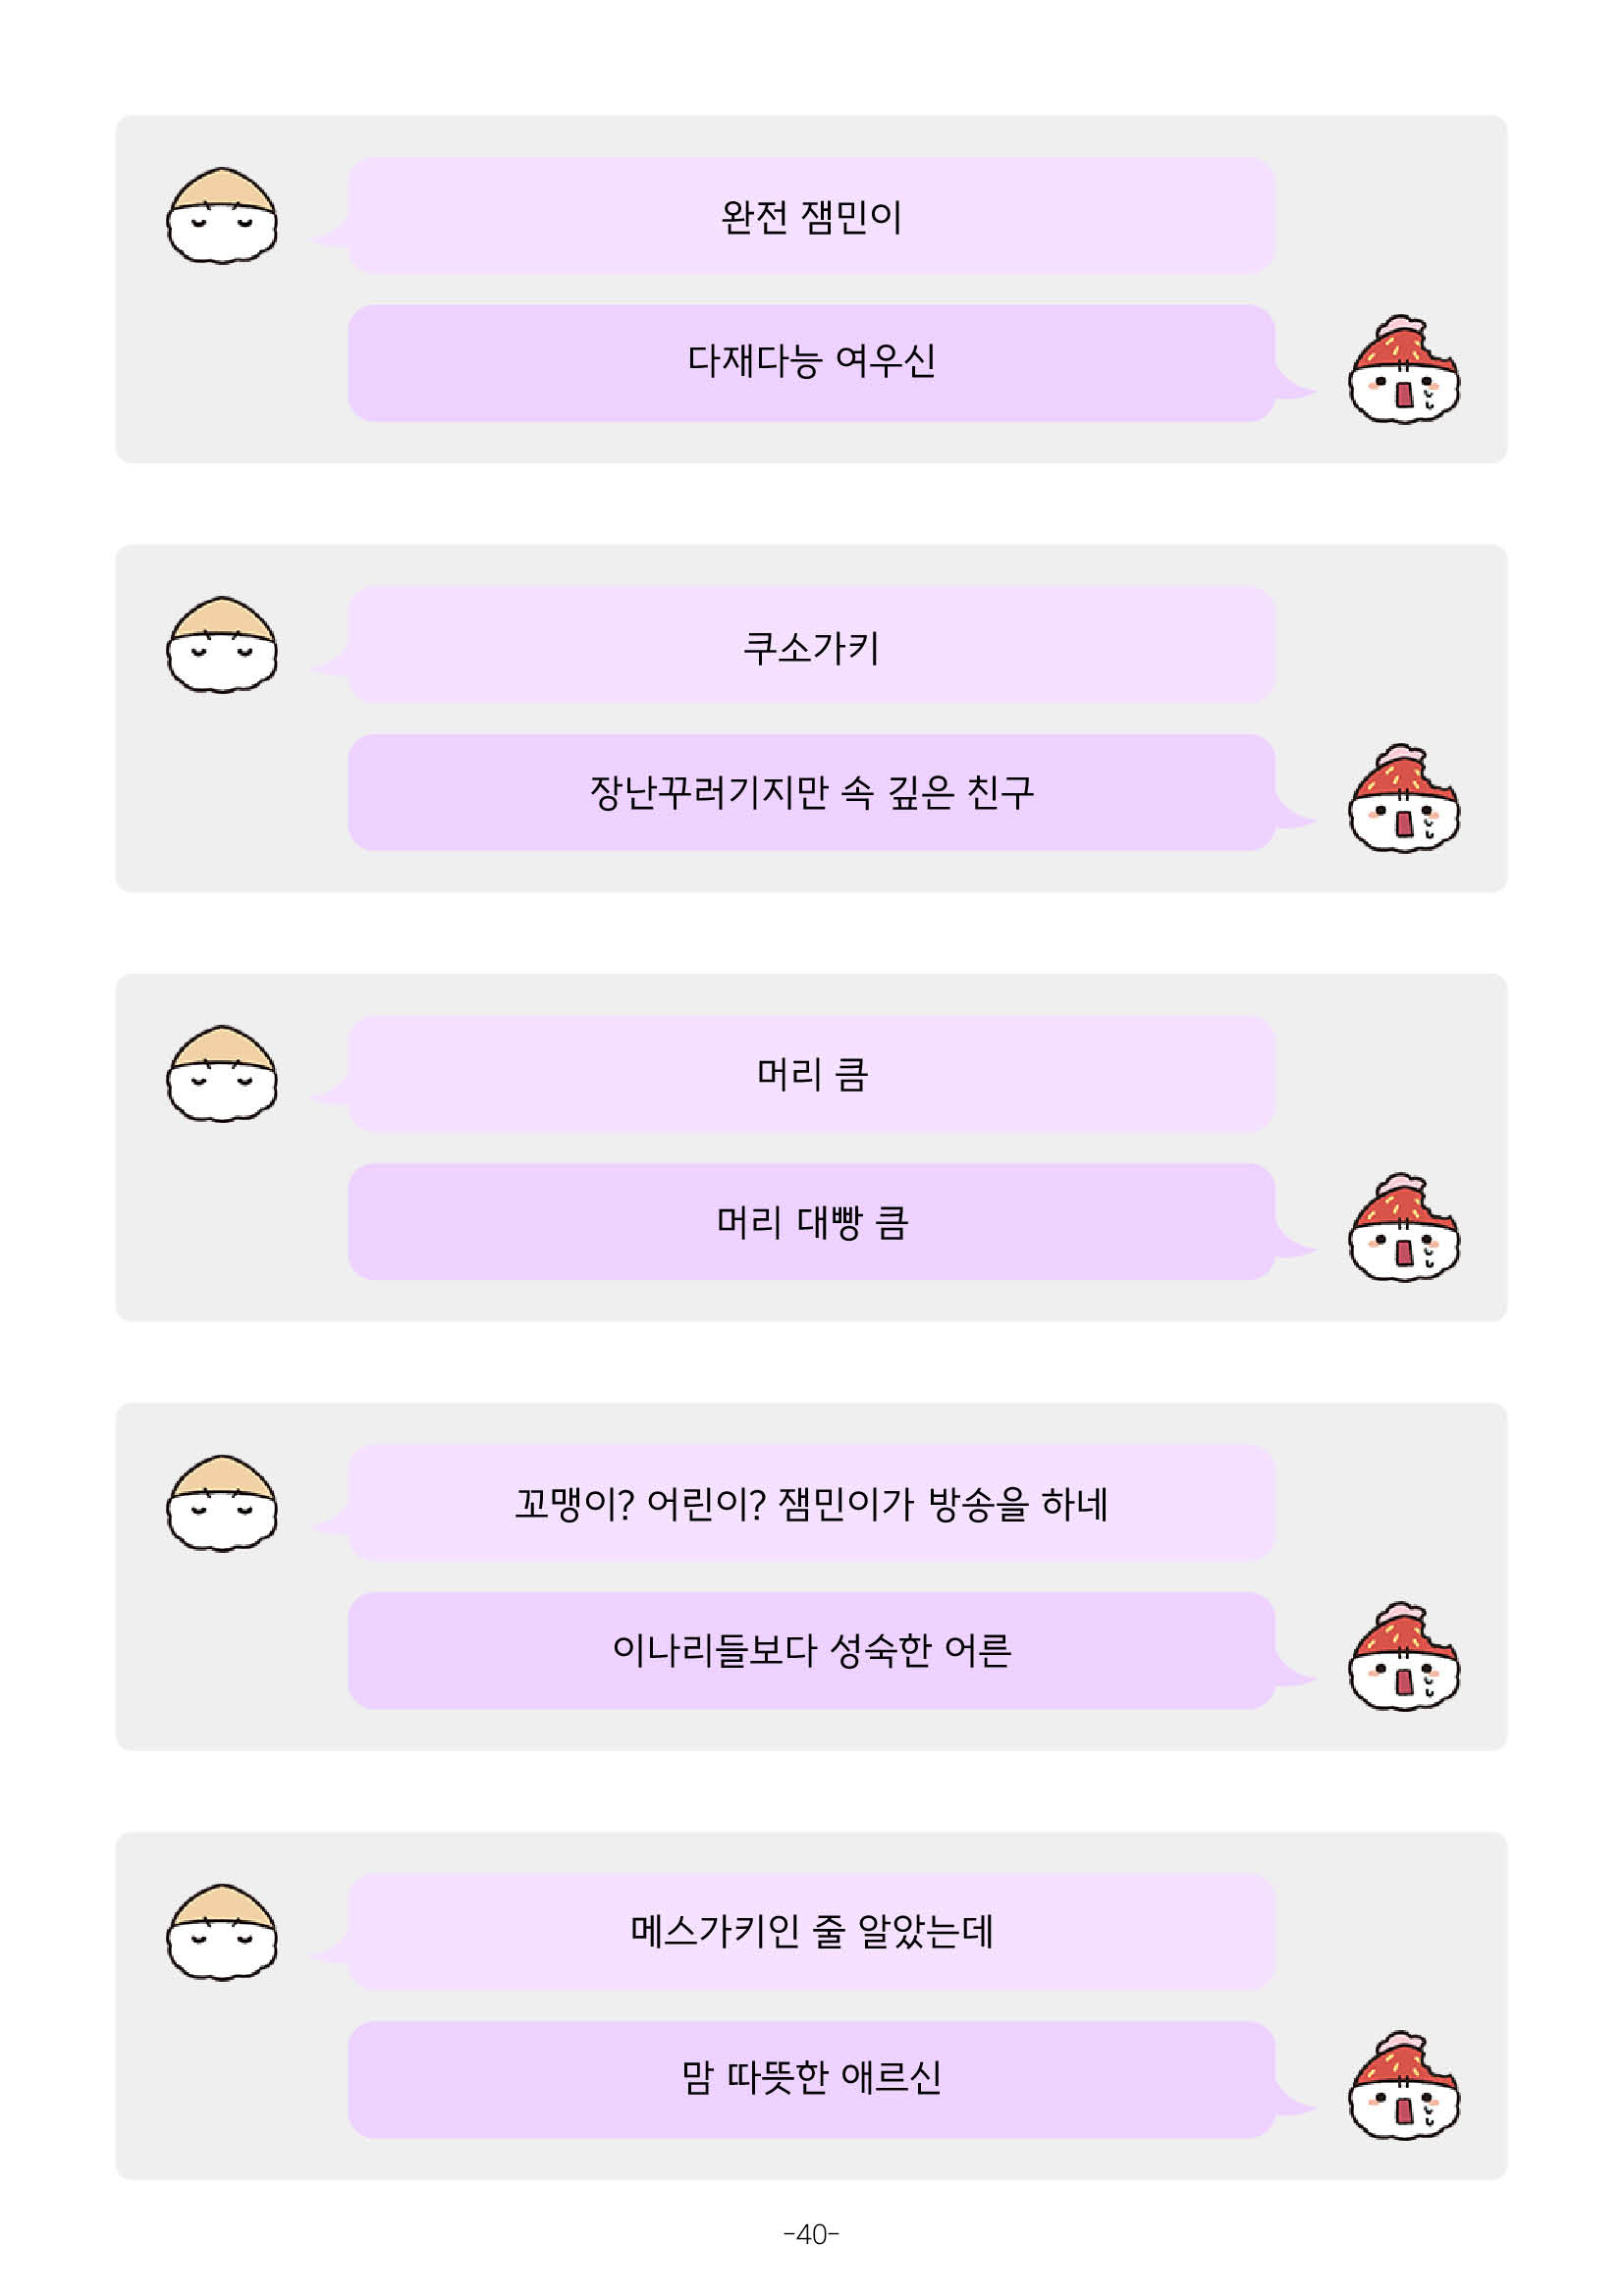 완전 잼민이
다재다능 여우신
쿠소가키
장난꾸러기지만 속 깊은 친구
머리 큼
머리 대빵 큼
꼬맹이? 어린이? 잼민이가 방송을 하네
이나리들보다 성숙한 어른
메스가키인 줄 알았는데
맘 따뜻한 애르신
-40-